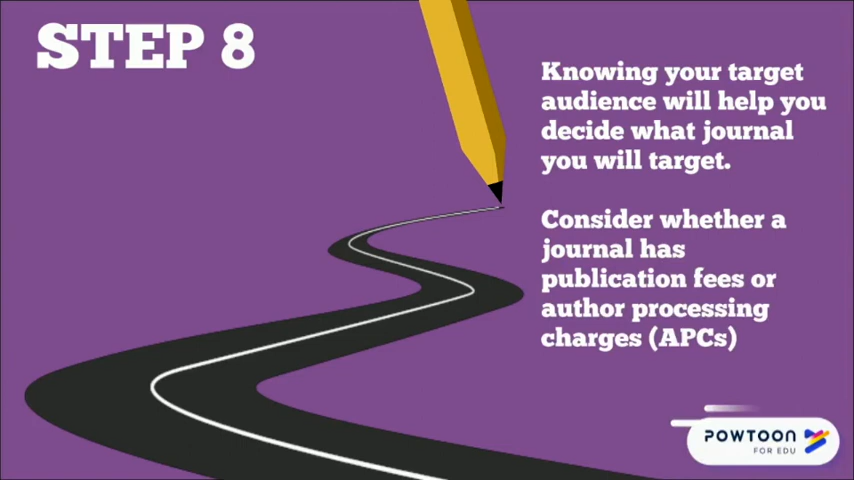 STEP 8
Knowing your target
audience will help you
decide what journal
you will target.
Consider whether a
journal has
publication fees or
author processing
charges (APCs)
POWTOON
FOR EDU